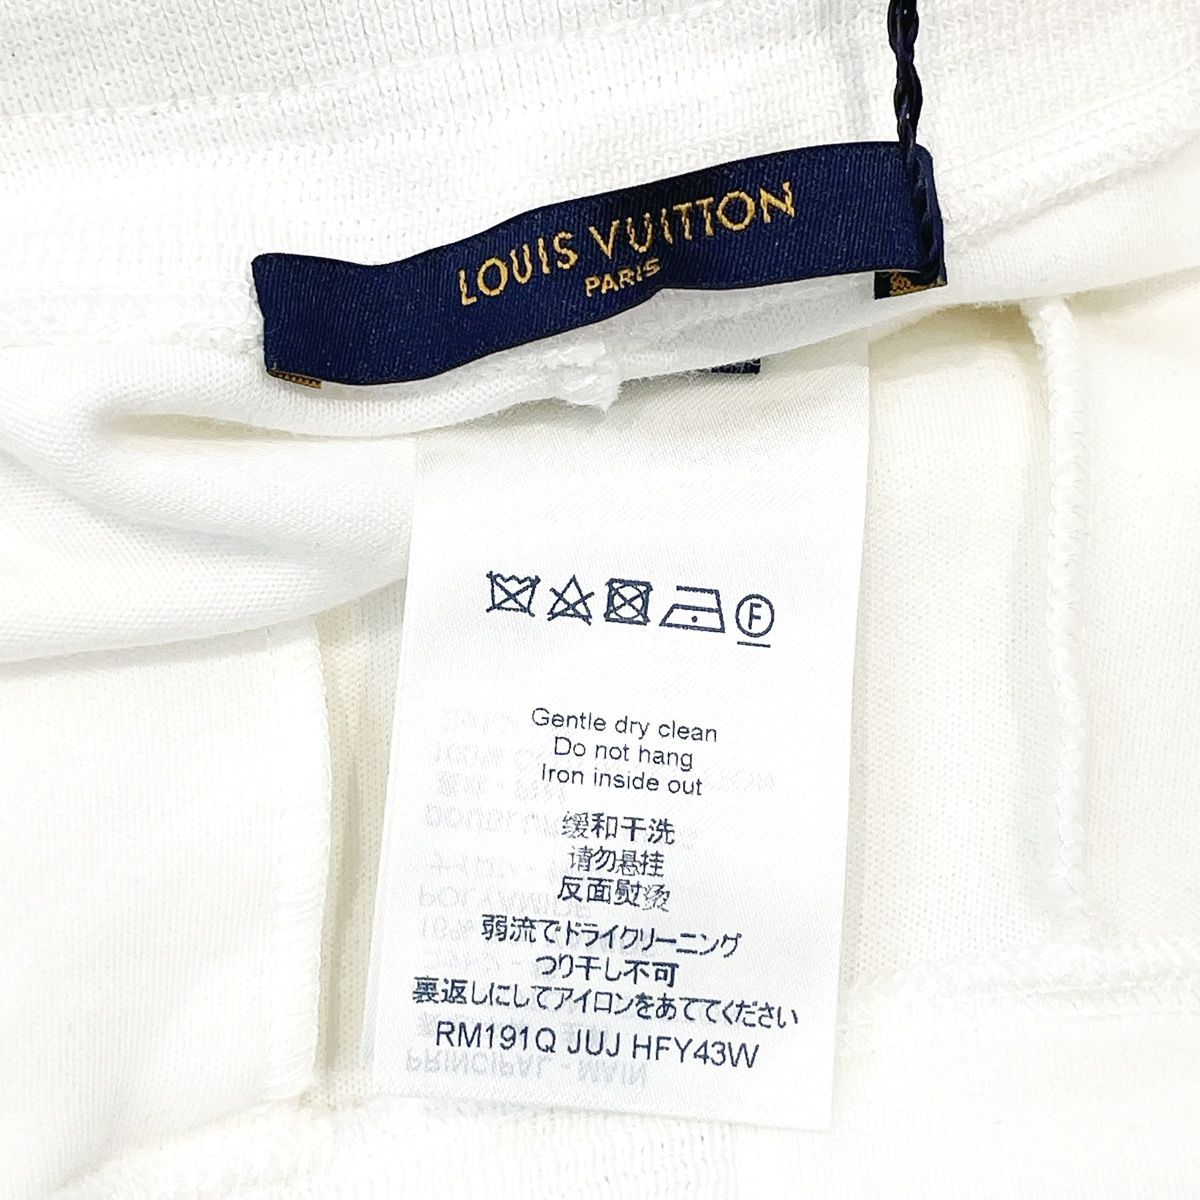 LOUIS VUITTON
PARIS
F
Gentle dry clean
Do not hang
Iron inside out
缓和干洗
请勿悬挂
反面熨烫
弱流でドライクリーニング
つり干し不可
裏返しにしてアイロンをあててください
RM191Q JUJ HFY43W
PRINCIPAL - MAIN